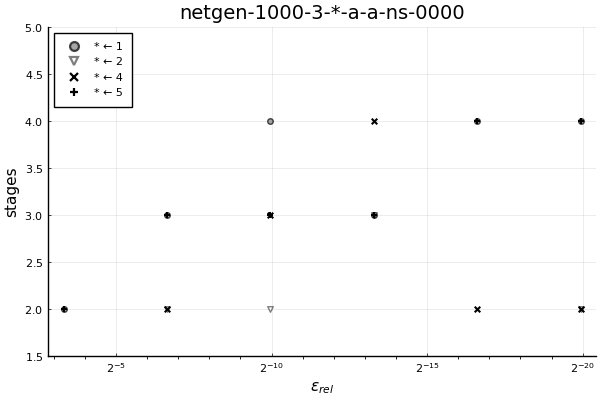 netgen-1000-3-*-a-a-ns-0000
* ← 1
* ← 2
* ← 4
* ← 5
5.0
4.5
4.0
3.5
3.0
2.5
2.0
1.5
stages
2⁻⁵
2⁻¹⁰
2⁻¹⁵
2⁻²⁰
ε_rel